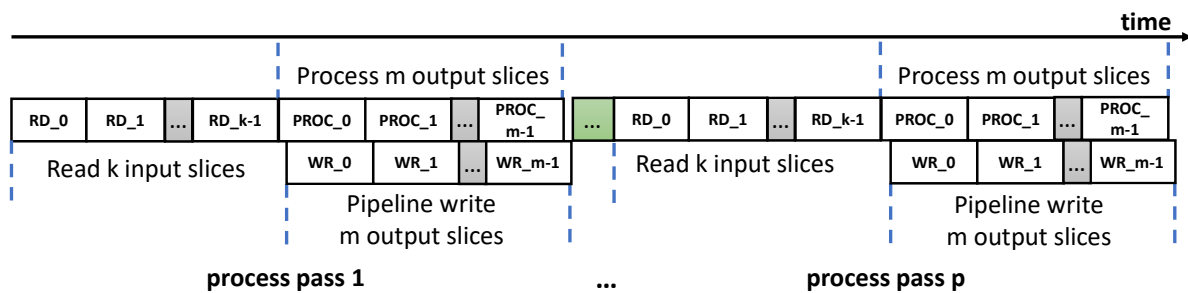 time
Process m output slices
Process m output slices
RD_0 RD_1 ... RD_k-1 PROC_0 PROC_1 ... PROC_ m-1 ... RD_0 RD_1 ... RD_k-1 PROC_0 PROC_1 ... PROC_ m-1
WR_0 WR_1 ... WR_m-1 WR_0 WR_1 ... WR_m-1
Read k input slices
Read k input slices
Pipeline write
m output slices
Pipeline write
m output slices
process pass 1 ... process pass p